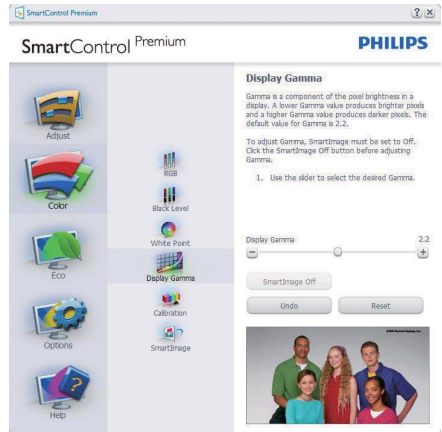 SmartControl Premium
? x
SmartControl Premium
PHILIPS
Adjust
Color
Eco
Options
Help
RGB
Black Level
White Point
Display Gamma
Calibration
SmartImage
Display Gamma
Gamma is a component of the pixel brightness in a
display. A lower Gamma value produces brighter pixels
and a higher Gamma value produces darker pixels. The
default value for Gamma is 2.2.
To adjust Gamma, SmartImage must be set to Off.
Click the SmartImage Off button before adjusting
Gamma.
1. Use the slider to select the desired Gamma.
Display Gamma 2.2
SmartImage Off
Undo Reset